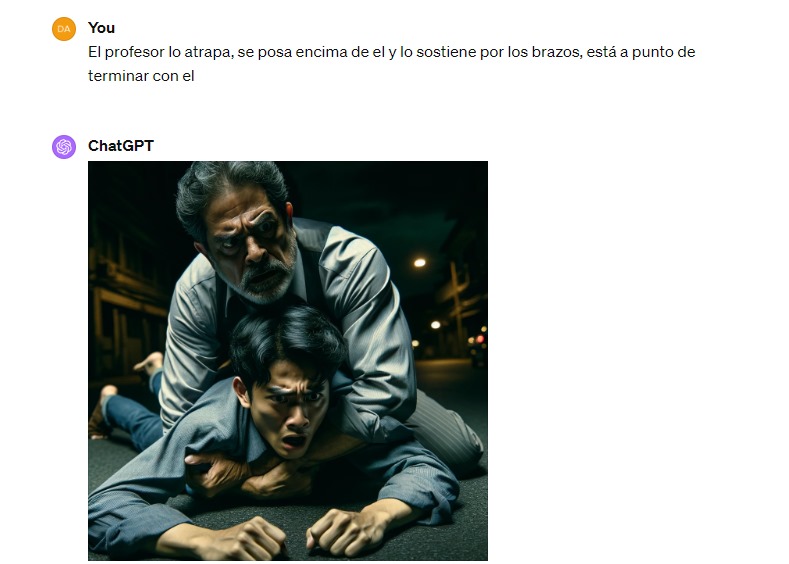 DA
You
El profesor lo atrapa, se posa encima de el y lo sostiene por los brazos, está a punto de
terminar con el
ChatGPT